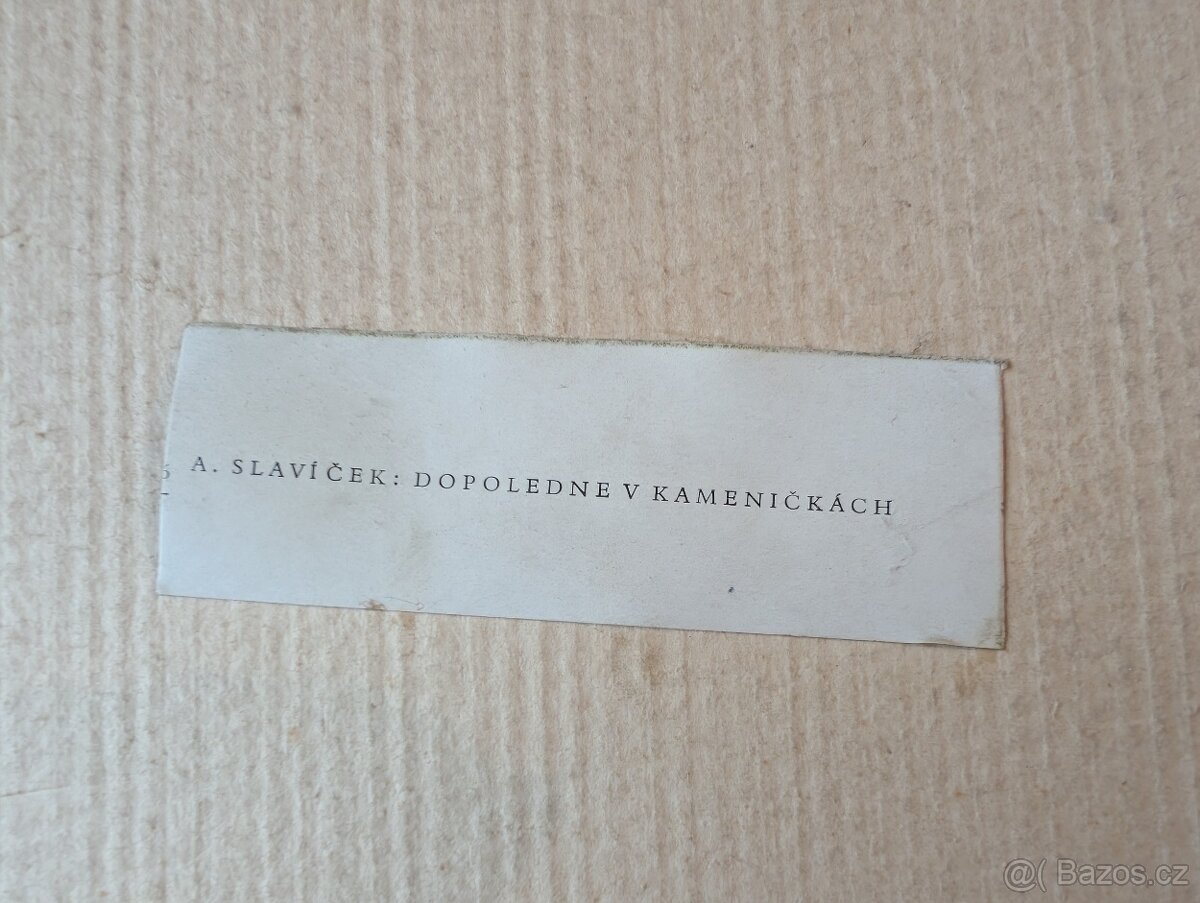 A. SLAVÍČEK: DOPOLEDNE V KAMENIČKÁCH
@( Bazos.cz